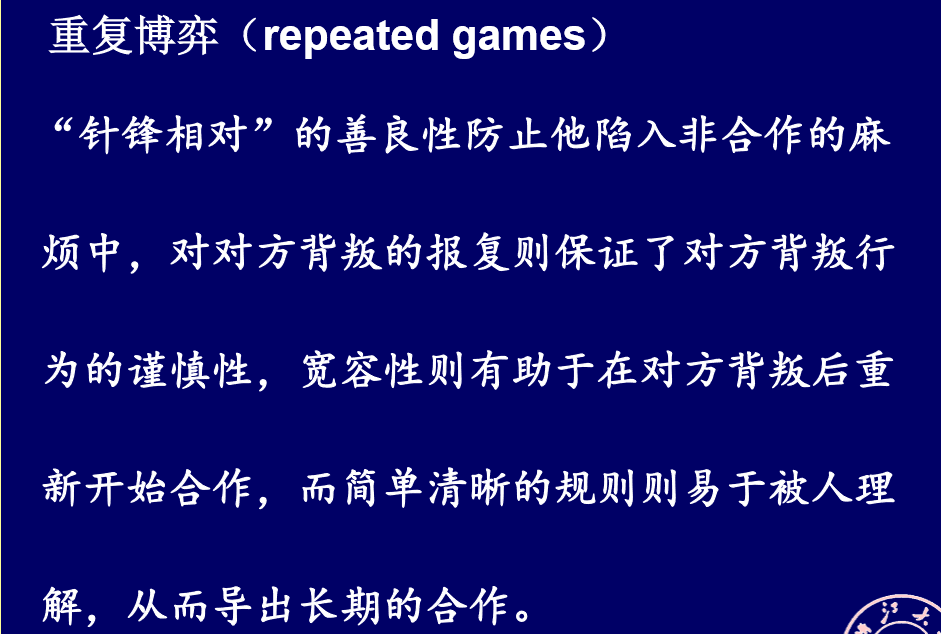 重复博弈（repeated games）
“针锋相对”的善良性防止他陷入非合作的麻
烦中，对对方背叛的报复则保证了对方背叛行
为的谨慎性，宽容性则有助于在对方背叛后重
新开始合作，而简单清晰的规则则易于被人理
解，从而导出长期的合作。